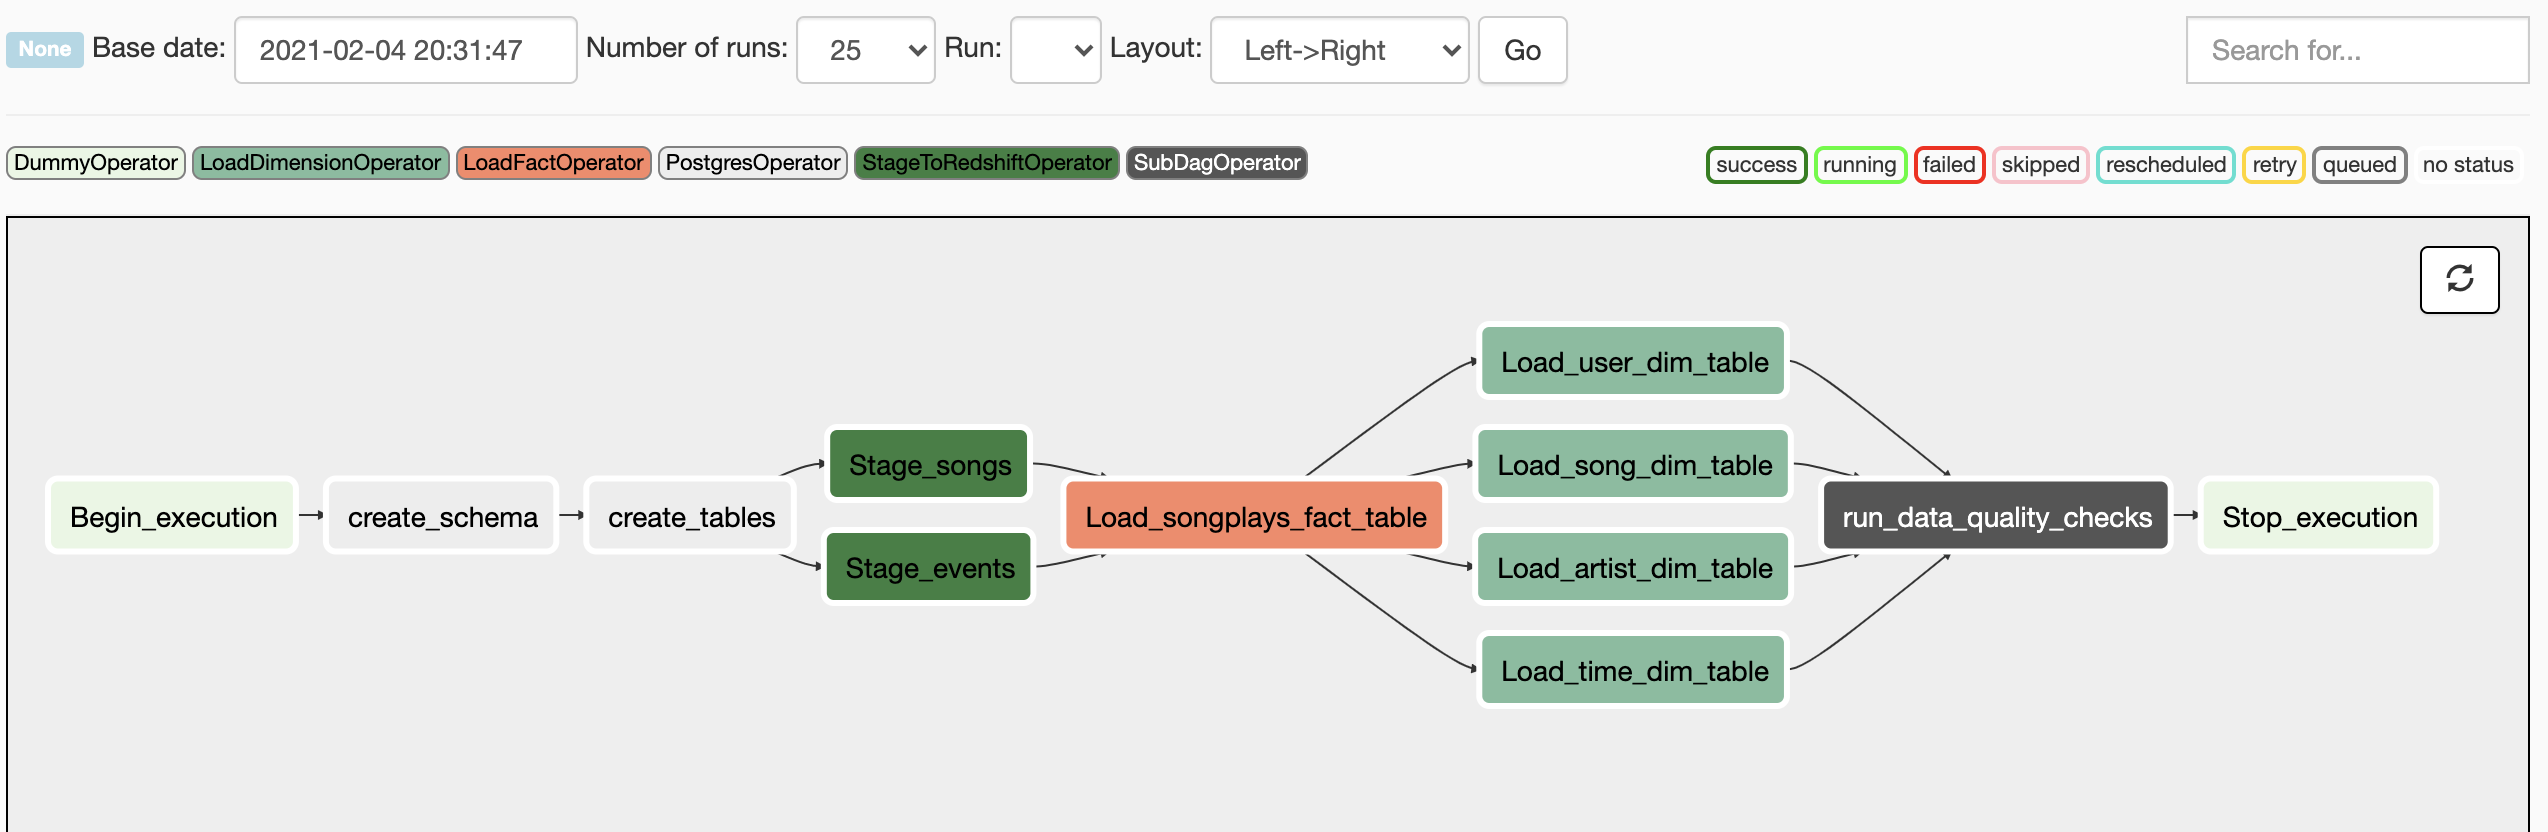 None Base date: 2021-02-04 20:31:47 Number of runs: 25 Run: Layout: Left->Right Go Search for...
DummyOperator LoadDimensionOperator LoadFactOperator PostgresOperator StageToRedshiftOperator SubDagOperator success running failed skipped rescheduled retry queued no status
Begin_execution
create_schema
create_tables
Stage_songs
Stage_events
Load_songplays_fact_table
Load_user_dim_table
Load_song_dim_table
Load_artist_dim_table
Load_time_dim_table
run_data_quality_checks
Stop_execution